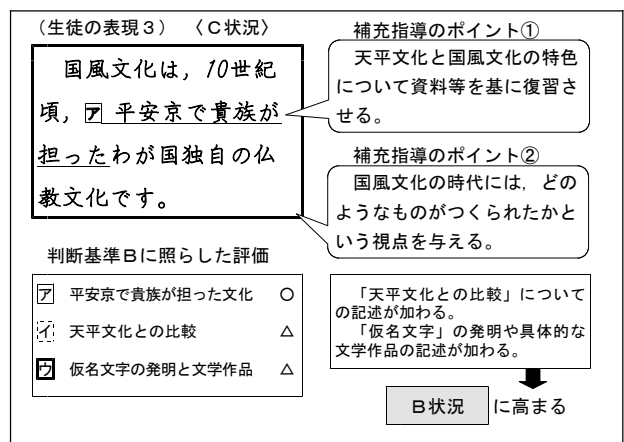 (生徒の表現3) 〈C状況〉
国風文化は,10世紀
頃,ア 平安京で貴族が
担ったわが国独自の仏
教文化です。
補充指導のポイント①
天平文化と国風文化の特色
について資料等を基に復習さ
せる。
補充指導のポイント②
国風文化の時代には,どの
ようなものがつくられたかと
いう視点を与える。
判断基準Bに照らした評価
ア 平安京で貴族が担った文化 ○
イ 天平文化との比較 △
ウ 仮名文字の発明と文学作品 △
「天平文化との比較」について
の記述が加わる。
「仮名文字」の発明や具体的な
文学作品の記述が加わる。
B状況 に高まる